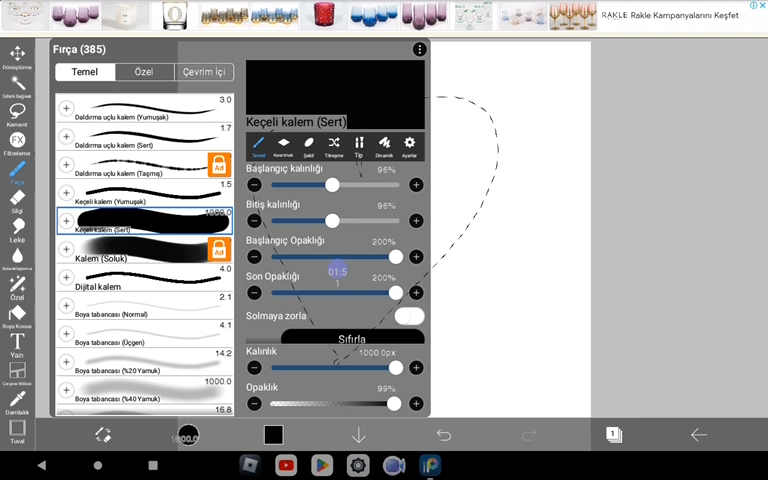 RAKLE Rakle Kampanyalarını Keşfet
Fırça (385)
Temel
Özel
Çevrim İçi
3.0
Daldırma uçlu kalem (Yumuşak)
1.7
Daldırma uçlu kalem (Sert)
Ad
Daldırma uçlu kalem (Taşmış)
1.5
Keçeli kalem (Yumuşak)
1000.0
Keçeli kalem (Sert)
Ad
Kalem (Soluk)
4.0
Dijital kalem
2.1
Boya tabancası (Normal)
4.1
Boya tabancası (Üçgen)
14.2
Boya tabancası (%20 Yamuk)
1000.0
Boya tabancası (%40 Yamuk)
16.8
Keçeli kalem (Sert)
Temel
Karartmak
Şekil
Titreşme
Tip
Dinamik
Ayarlar
Başlangıç kalınlığı
96%
Bitiş kalınlığı
96%
Başlangıç Opaklığı
200%
Son Opaklığı
200%
01:5
1
Solmaya zorla
Sıfırla
Kalınlık
1000.0px
Opaklık
99%
Dönüştürme
Sihirli Değnek
Kement
FX
Filtreleme
Fırça
Silgi
Leke
Özel
Boya Kovası
T
Yazı
Damlalık
Tuval
1000.0
1